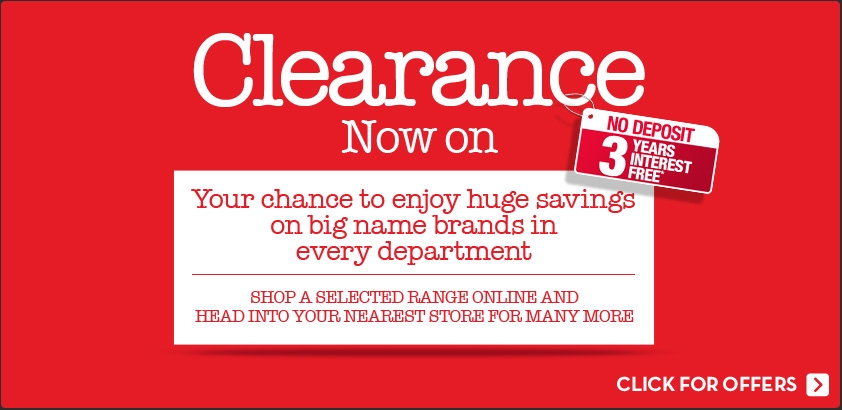 Clearance
Now on
NO DEPOSIT
3 YEARS
INTEREST
FREE*
Your chance to enjoy huge savings
on big name brands in
every department
SHOP A SELECTED RANGE ONLINE AND
HEAD INTO YOUR NEAREST STORE FOR MANY MORE
CLICK FOR OFFERS